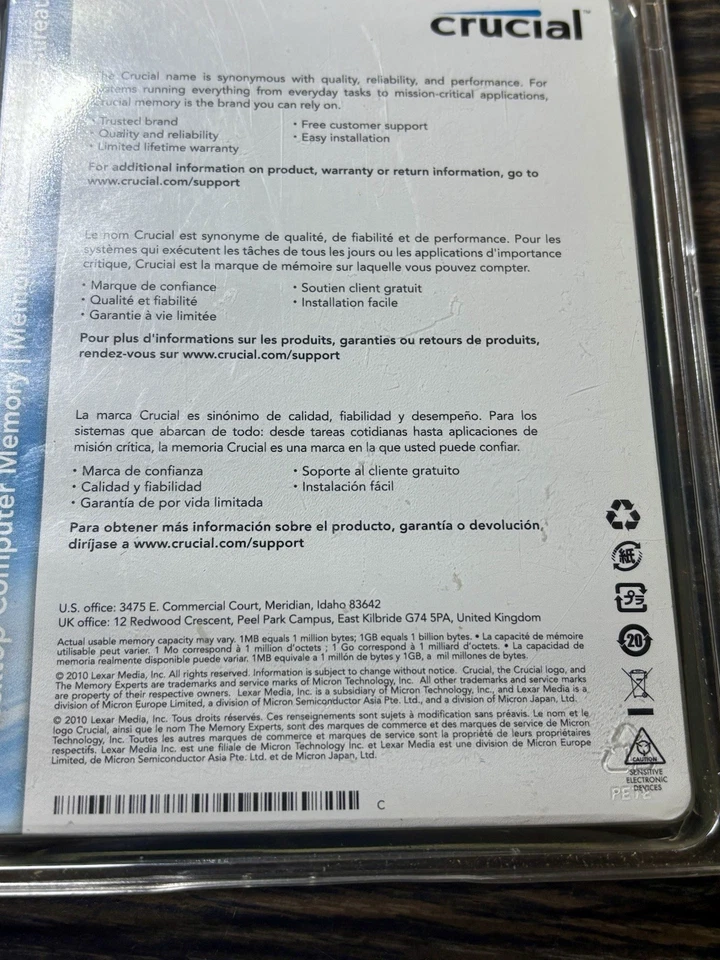 crucial™
The Crucial name is synonymous with quality, reliability, and performance. For
systems running everything from everyday tasks to mission-critical applications,
Crucial memory is the brand you can rely on.
• Trusted brand
• Quality and reliability
• Limited lifetime warranty
• Free customer support
• Easy installation
For additional information on product, warranty or return information, go to
www.crucial.com/support
Le nom Crucial est synonyme de qualité, de fiabilité et de performance. Pour les
systèmes qui exécutent les tâches de tous les jours ou les applications d'importance
critique, Crucial est la marque de mémoire sur laquelle vous pouvez compter.
• Marque de confiance
• Qualité et fiabilité
• Garantie à vie limitée
• Soutien client gratuit
• Installation facile
Pour plus d'informations sur les produits, garanties ou retours de produits,
rendez-vous sur www.crucial.com/support
La marca Crucial es sinónimo de calidad, fiabilidad y desempeño. Para los
sistemas que abarcan de todo: desde tareas cotidianas hasta aplicaciones de
misión crítica, la memoria Crucial es una marca en la que usted puede confiar.
• Marca de confianza
• Calidad y fiabilidad
• Garantía de por vida limitada
• Soporte al cliente gratuito
• Instalación fácil
Para obtener más información sobre el producto, garantía o devolución,
diríjase a www.crucial.com/support
U.S. office: 3475 E. Commercial Court, Meridian, Idaho 83642
UK office: 12 Redwood Crescent, Peel Park Campus, East Kilbride G74 5PA, United Kingdom
Actual usable memory capacity may vary. 1MB equals 1 million bytes; 1GB equals 1 billion bytes. • La capacité de mémoire
utilisable peut varier. 1 Mo correspond à 1 million d'octets ; 1 Go correspond à 1 milliard d'octets. • La capacidad de
memoria realmente disponible puede variar. 1MB equivale a 1 millón de bytes y 1GB, a mil millones de bytes.
© 2010 Lexar Media, Inc. All rights reserved. Information is subject to change without notice. Crucial, the Crucial logo, and
The Memory Experts are trademarks and service marks of Micron Technology, Inc. All other trademarks and service marks
are property of their respective owners. Lexar Media, Inc. is a subsidiary of Micron Technology, Inc., and Lexar Media is a
division of Micron Europe Limited, a division of Micron Semiconductor Asia Pte. Ltd., and a division of Micron Japan, Ltd.
© 2010 Lexar Media, Inc. Tous droits réservés. Ces renseignements sont sujets à modification sans préavis. Le nom et le
logo Crucial, ainsi que le nom The Memory Experts, sont des marques de commerce et des marques de service de Micron
Technology, Inc. Toutes les autres marques de commerce et marques de service sont la propriété de leurs propriétaires
respectifs. Lexar Media Inc. est une filiale de Micron Technology Inc. et Lexar Media est une division de Micron Europe
Limited, de Micron Semiconductor Asia Pte. Ltd. et de Micron Japan, Ltd.
C
紙
プラ
20
CAUTION
SENSITIVE
ELECTRONIC
DEVICES
Computer Memory | Memoria
bureau